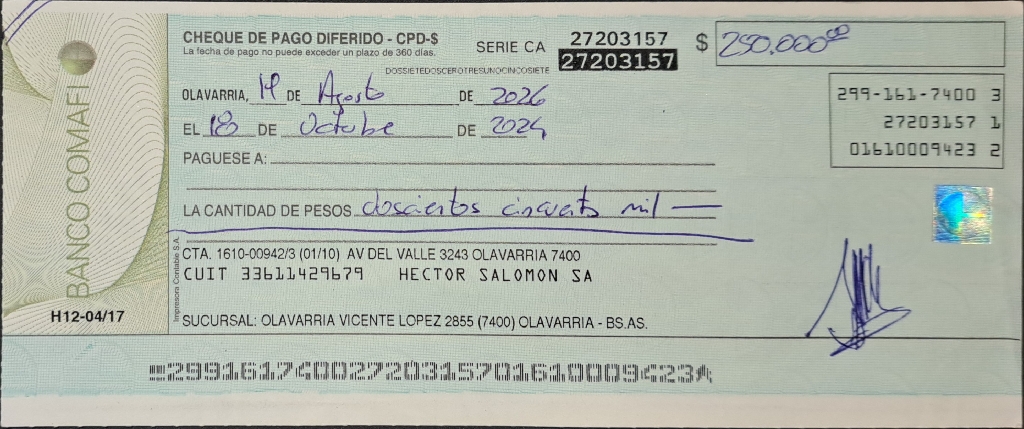 CHEQUE DE PAGO DIFERIDO - CPD-$
La fecha de pago no puede exceder un plazo de 360 días.
SERIE CA 27203157
27203157
$ 250.000⁰⁰
DOSSIETEDOSCEROTRESUNOCINCOSIETE
OLAVARRIA, 14 DE Agosto DE 2026
EL 18 DE Octubre DE 2024
299-161-7400 3
27203157 1
01610009423 2
PAGUESE A:
LA CANTIDAD DE PESOS doscientos cincuenta mil —
CTA. 1610-00942/3 (01/10) AV DEL VALLE 3243 OLAVARRIA 7400
CUIT 33611429679 HECTOR SALOMON SA
SUCURSAL: OLAVARRIA VICENTE LOPEZ 2855 (7400) OLAVARRIA - BS.AS.
BANCO COMAFI
H12-04/17
Impresora Contable S.A.
29916174002720315701610009423